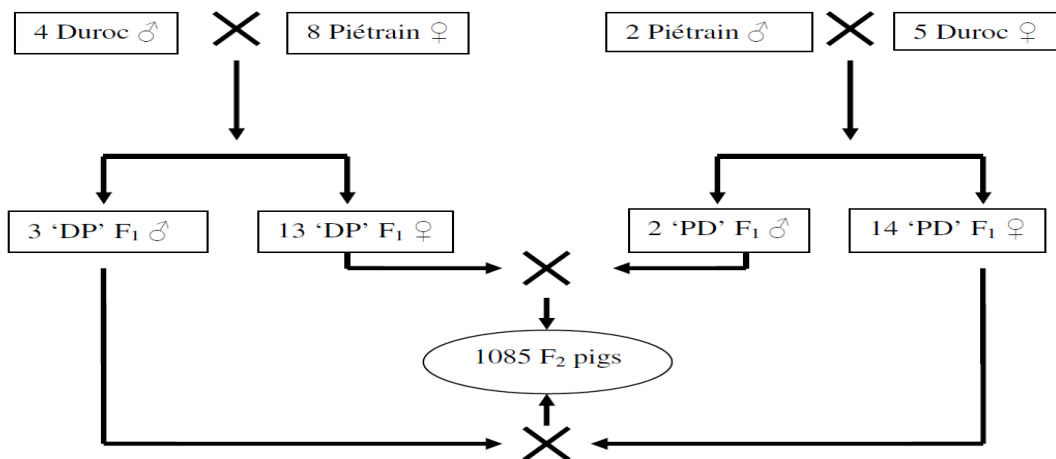 4 Duroc ♂
8 Piétrain ♀
2 Piétrain ♂
5 Duroc ♀
3 ‘DP’ F₁ ♂
13 ‘DP’ F₁ ♀
2 ‘PD’ F₁ ♂
14 ‘PD’ F₁ ♀
1085 F₂ pigs